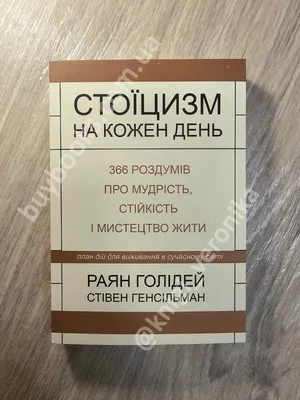 СТОЇЦИЗМ
НА КОЖЕН ДЕНЬ
366 РОЗДУМІВ
ПРО МУДРІСТЬ,
СТІЙКІСТЬ
І МИСТЕЦТВО ЖИТИ
план дій для виживання в сучасному світі
РАЯН ГОЛІДЕЙ
СТІВЕН ГЕНСІЛЬМАН